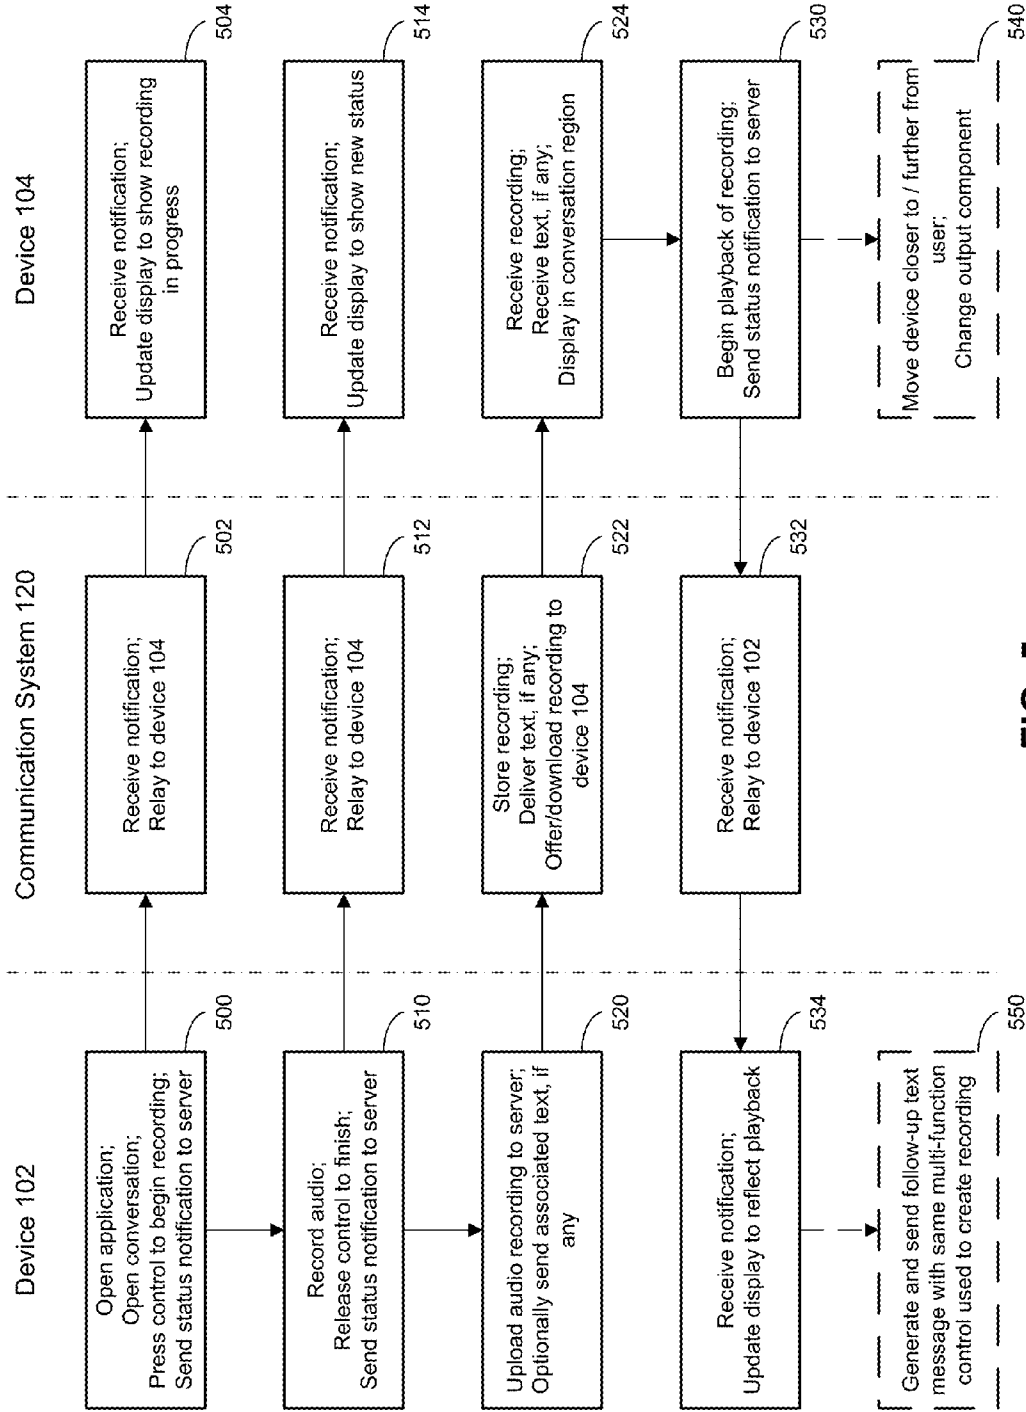 Device 102
Communication System 120
Device 104
Open application;
Open conversation;
Press control to begin recording;
Send status notification to server
500
Receive notification;
Relay to device 104
502
Receive notification;
Update display to show recording
in progress
504
Record audio;
Release control to finish;
Send status notification to server
510
Receive notification;
Relay to device 104
512
Receive notification;
Update display to show new status
514
Upload audio recording to server;
Optionally send associated text, if
any
520
Store recording;
Deliver text, if any;
Offer/download recording to
device 104
522
Receive recording;
Receive text, if any;
Display in conversation region
524
Begin playback of recording;
Send status notification to server
530
Receive notification;
Relay to device 102
532
Receive notification;
Update display to reflect playback
534
Move device closer to / further from
user;
Change output component
540
Generate and send follow-up text
message with same multi-function
control used to create recording
550